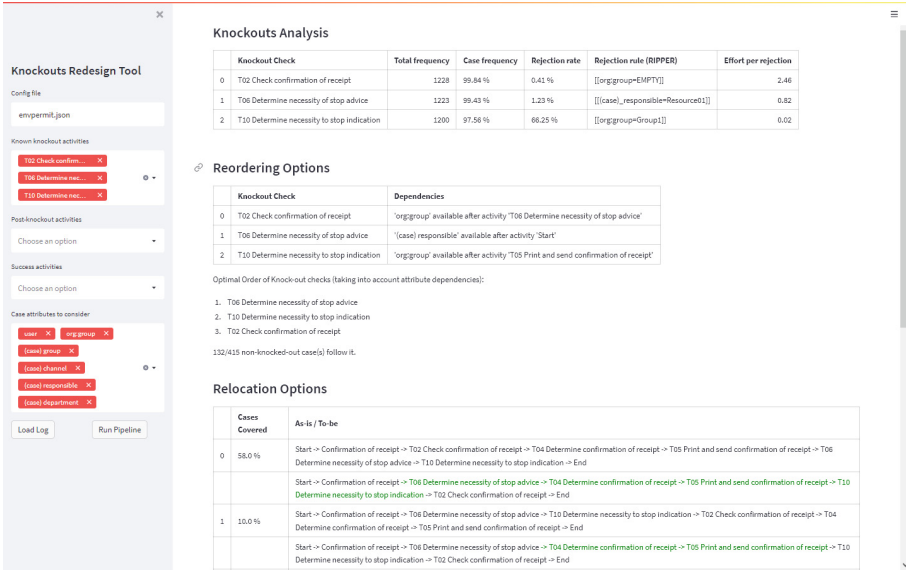 Knockouts Redesign Tool
Config file
envpermit.json
Known knockout activities
T02 Check confirm... ×
T06 Determine nec... ×
T10 Determine nec... ×
Post-knockout activities
Choose an option
Success activities
Choose an option
Case attributes to consider
user × org:group ×
(case) group ×
(case) channel ×
(case) responsible ×
(case) department ×
Load Log Run Pipeline
Knockouts Analysis
Knockout Check Total frequency Case frequency Rejection rate Rejection rule (RIPPER) Effort per rejection
0 T02 Check confirmation of receipt 1228 99.84 % 0.41 % [[org:group=EMPTY]] 2.46
1 T06 Determine necessity of stop advice 1223 99.43 % 1.23 % [[(case)_responsible=Resource01]] 0.82
2 T10 Determine necessity to stop indication 1200 97.56 % 66.25 % [[org:group=Group1]] 0.02
Reordering Options
Knockout Check Dependencies
0 T02 Check confirmation of receipt 'org:group' available after activity 'T06 Determine necessity of stop advice'
1 T06 Determine necessity of stop advice '(case) responsible' available after activity 'Start'
2 T10 Determine necessity to stop indication 'org:group' available after activity 'T05 Print and send confirmation of receipt'
Optimal Order of Knock-out checks (taking into account attribute dependencies):
1. T06 Determine necessity of stop advice
2. T10 Determine necessity to stop indication
3. T02 Check confirmation of receipt
132/415 non-knocked-out case(s) follow it.
Relocation Options
Cases Covered As-is / To-be
0 58.0 % Start -> Confirmation of receipt -> T02 Check confirmation of receipt -> T04 Determine confirmation of receipt -> T05 Print and send confirmation of receipt -> T06
Determine necessity of stop advice -> T10 Determine necessity to stop indication -> End
Start -> Confirmation of receipt -> T06 Determine necessity of stop advice -> T04 Determine confirmation of receipt -> T05 Print and send confirmation of receipt -> T10
Determine necessity to stop indication -> T02 Check confirmation of receipt -> End
1 10.0 % Start -> Confirmation of receipt -> T06 Determine necessity of stop advice -> T10 Determine necessity to stop indication -> T02 Check confirmation of receipt -> T04
Determine confirmation of receipt -> T05 Print and send confirmation of receipt -> End
Start -> Confirmation of receipt -> T06 Determine necessity of stop advice -> T04 Determine confirmation of receipt -> T05 Print and send confirmation of receipt -> T10
Determine necessity to stop indication -> T02 Check confirmation of receipt -> End